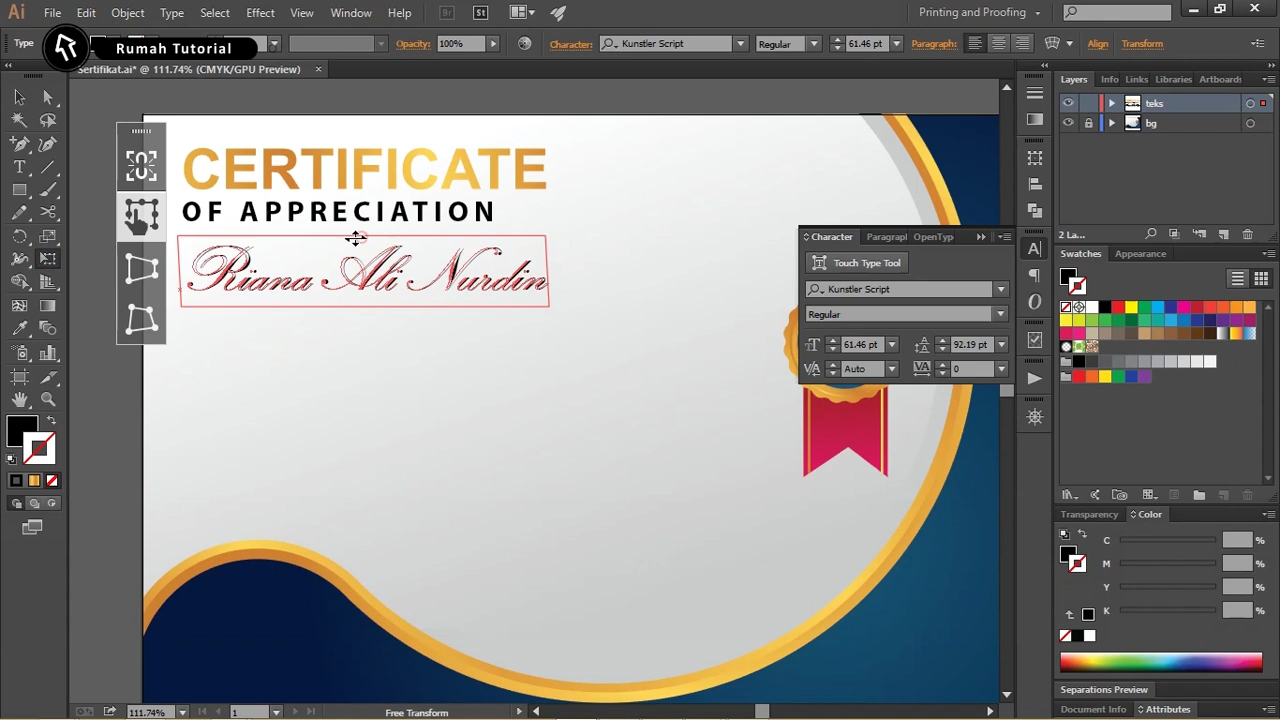 Ai File Edit Object Type Select Effect View Window Help Br St Printing and Proofing
Type Rumah Tutorial Opacity: 100% Character: Kunstler Script Regular 61.46 pt Paragraph: Align Transform
Sertifikat.ai* @ 111.74% (CMYK/GPU Preview)
Layers Info Links Libraries Artboards
teks
bg
2 La...
CERTIFICATE
OF APPRECIATION
Riana Ali Nurdin
Character Paragraph OpenTyp
Touch Type Tool
Kunstler Script
Regular
61.46 pt 92.19 pt
Auto 0
Swatches Appearance
Transparency Color
C %
M %
Y %
K %
Separations Preview
Document Info Attributes
111.74% 1 Free Transform